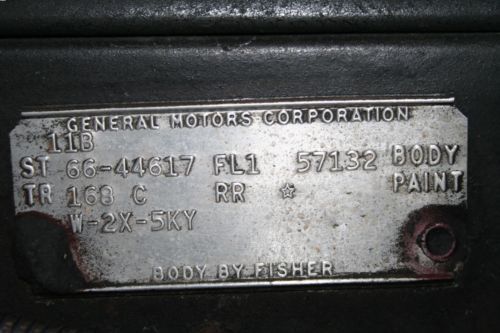 GENERAL MOTORS CORPORATION
11B
ST 66-44617 FL1 57132 BODY
TR 168 C RR ☆ PAINT
W-2X-5KY
BODY BY FISHER